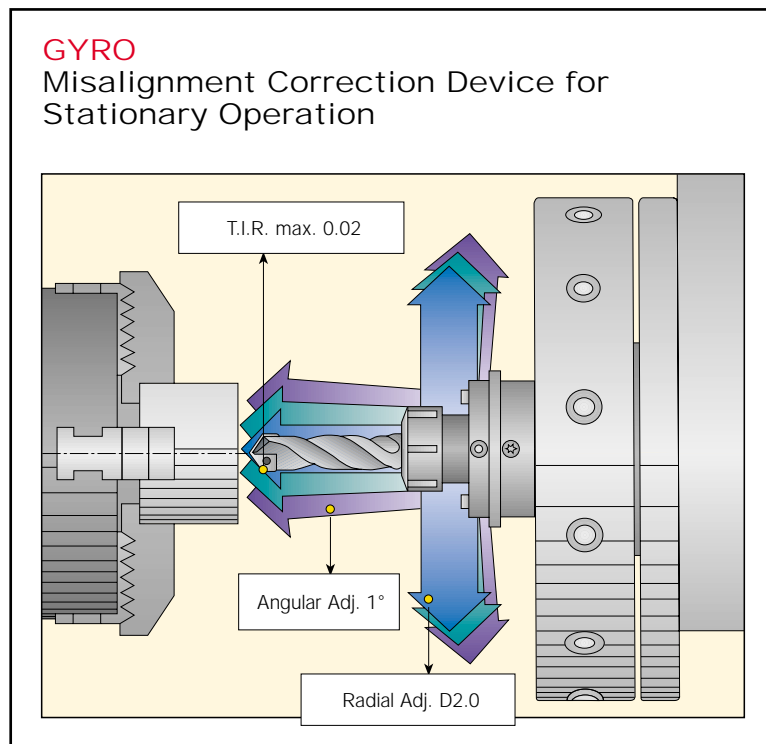 GYRO
Misalignment Correction Device for
Stationary Operation
T.I.R. max. 0.02
Angular Adj. 1°
Radial Adj. D2.0